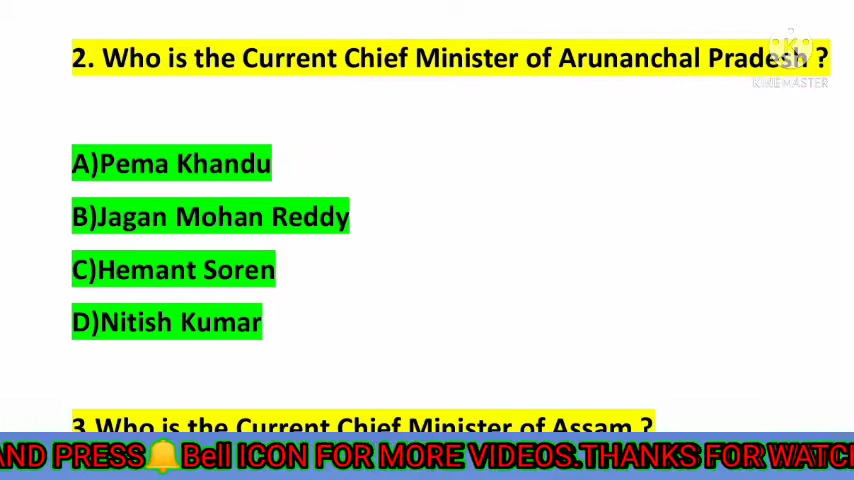 2. Who is the Current Chief Minister of Arunanchal Pradesh ?
KINEMASTER
A)Pema Khandu
B)Jagan Mohan Reddy
C)Hemant Soren
D)Nitish Kumar
3.Who is the Current Chief Minister of Assam ?
AND PRESS🔔Bell ICON FOR MORE VIDEOS.THANKS FOR WATCH